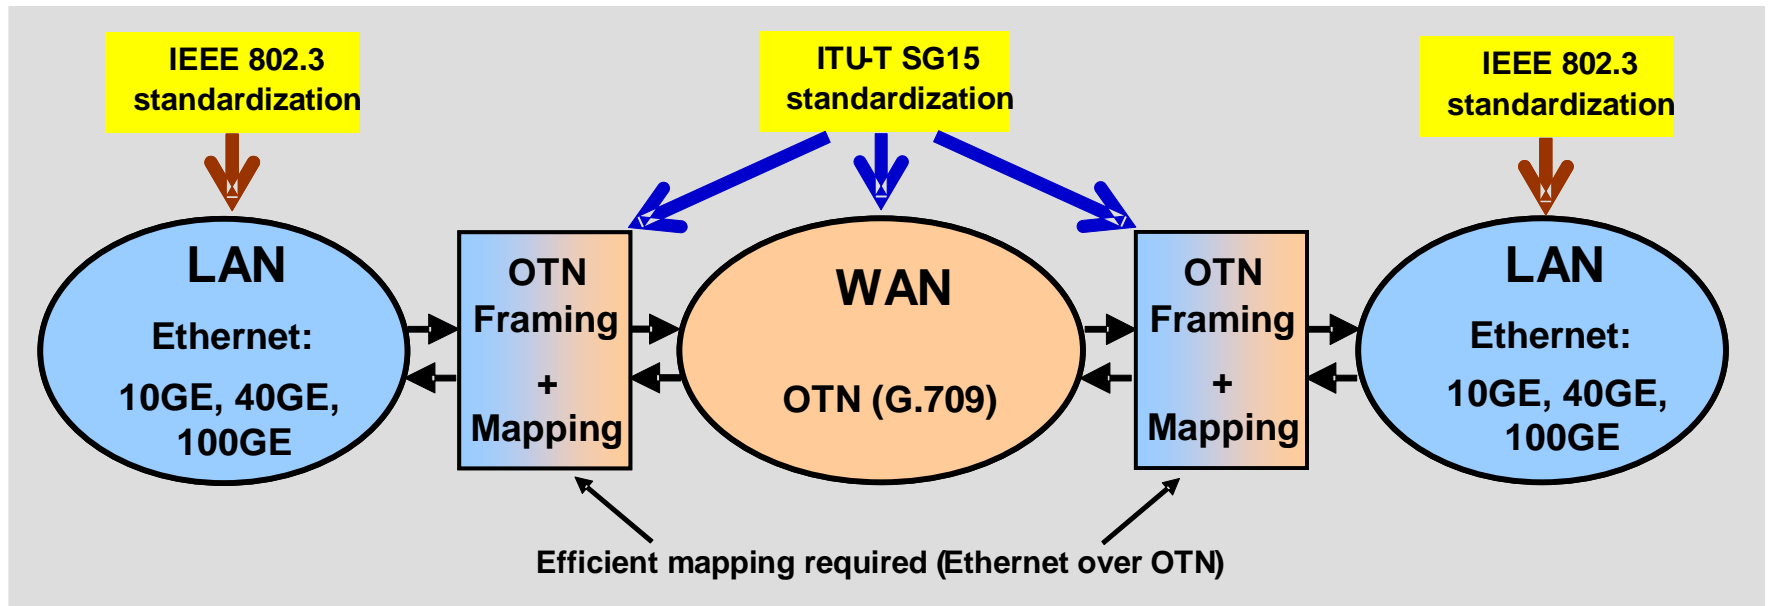 IEEE 802.3
standardization
ITU-T SG15
standardization
IEEE 802.3
standardization
LAN
Ethernet:
10GE, 40GE,
100GE
OTN
Framing
+
Mapping
WAN
OTN (G.709)
OTN
Framing
+
Mapping
LAN
Ethernet:
10GE, 40GE,
100GE
Efficient mapping required (Ethernet over OTN)